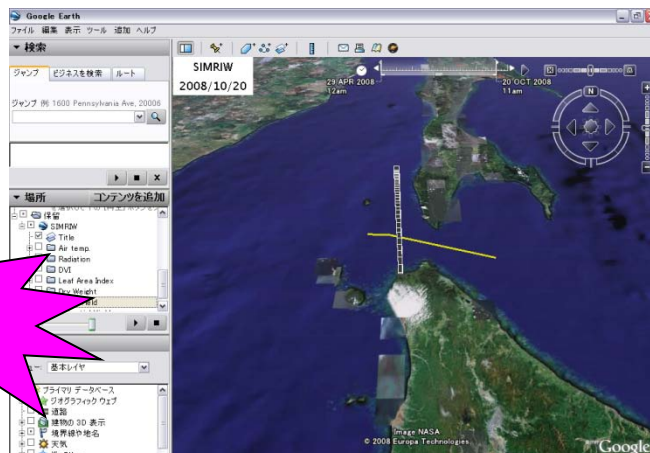 Google Earth
ファイル 編集 表示 ツール 追加 ヘルプ
▼ 検索
ジャンプ ビジネスを検索 ルート
ジャンプ 例: 1600 Pennsylvania Ave, 20006
▼ 場所 コンテンツを追加
保留
SIMRIW
Title
Air temp.
Radiation
DVI
Leaf Area Index
Dry Weight
基本レイヤ
プライマリ データベース
ジオグラフィック ウェブ
道路
建物の 3D 表示
境界線や地名
天気
SIMRIW
2008/10/20
29 APR 2008
12am
20 OCT 2008
11am
N
Image NASA
© 2008 Europa Technologies
Google